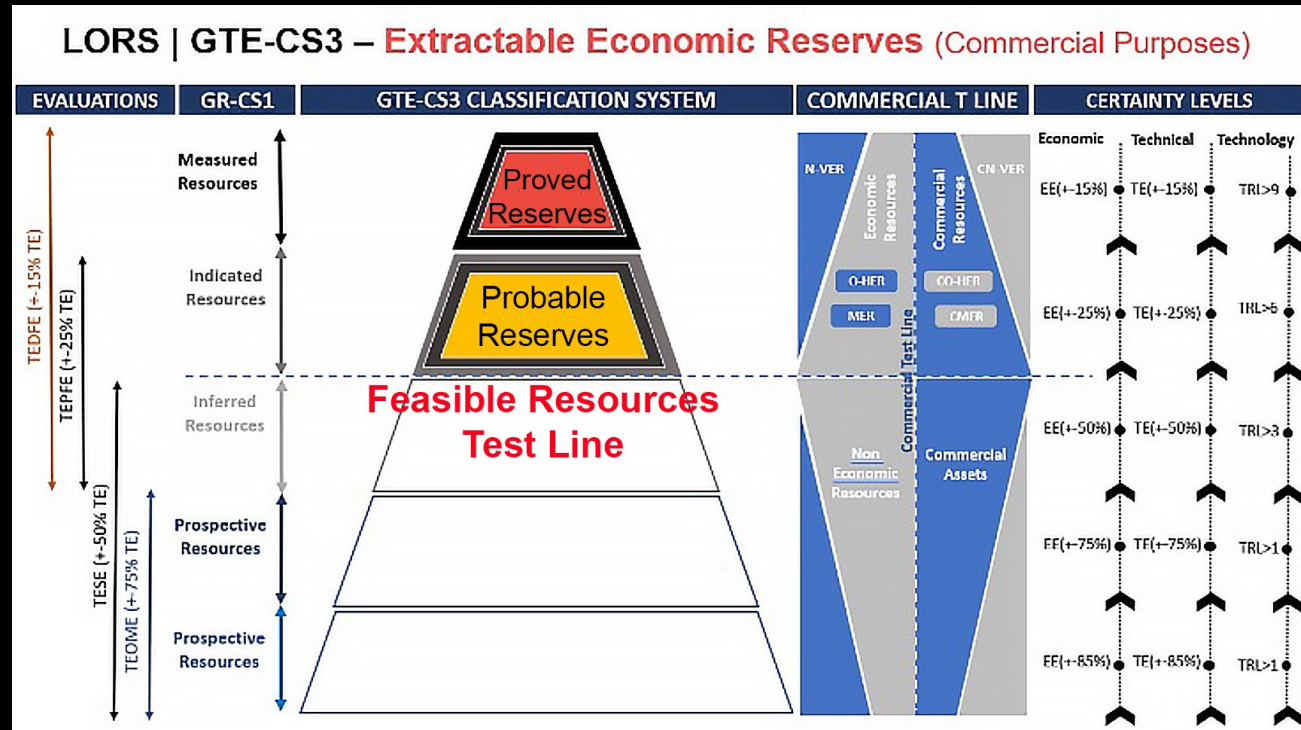 LORS | GTE-CS3 – Extractable Economic Reserves (Commercial Purposes)
EVALUATIONS
GR-CS1
GTE-CS3 CLASSIFICATION SYSTEM
COMMERCIAL T LINE
CERTAINTY LEVELS
TEDFE (+-15% TE)
TEPFE (+-25% TE)
TESE (+-50% TE)
TEOME (+-75% TE)
Measured
Resources
Indicated
Resources
Inferred
Resources
Prospective
Resources
Prospective
Resources
Proved
Reserves
Probable
Reserves
Feasible Resources
Test Line
N-VER
Economic
Resources
Commercial
Resources
CN-VER
O-HER
CO-HER
MER
CMER
Commercial Test Line
Non
Economic
Resources
Commercial
Assets
Economic
Technical
Technology
EE(+-15%)
TE(+-15%)
TRL>9
EE(+-25%)
TE(+-25%)
TRL>6
EE(+-50%)
TE(+-50%)
TRL>3
EE(+-75%)
TE(+-75%)
TRL>1
EE(+-85%)
TE(+-85%)
TRL>1